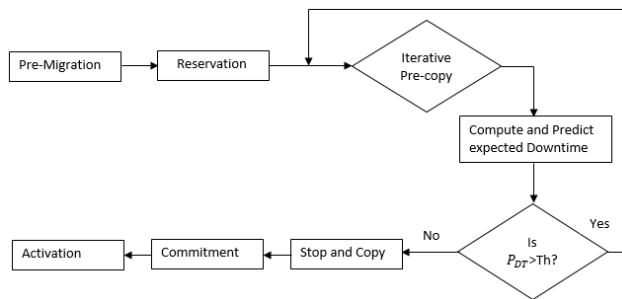 Pre-Migration
Reservation
Iterative
Pre-copy
Compute and Predict
expected Downtime
Is
P_DT>Th?
Yes
No
Stop and Copy
Commitment
Activation